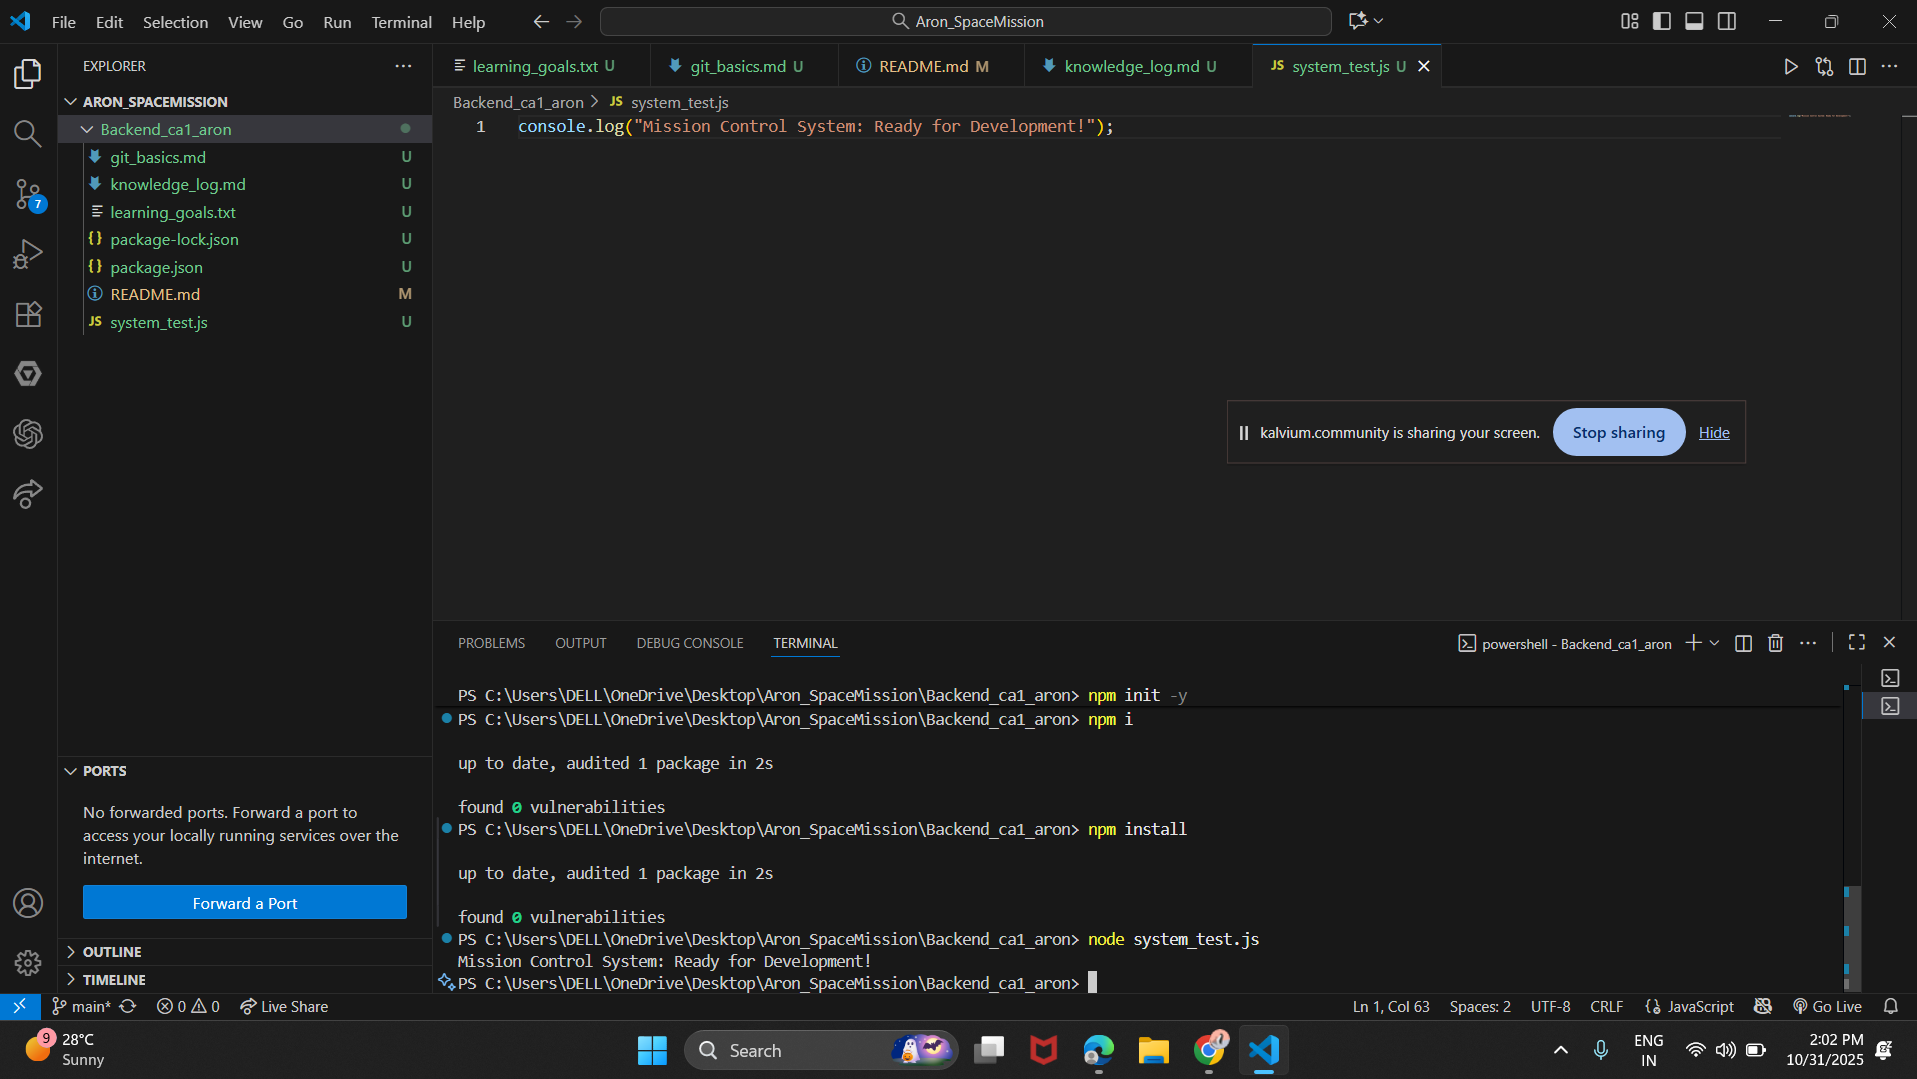 File Edit Selection View Go Run Terminal Help
Aron_SpaceMission
EXPLORER
ARON_SPACEMISSION
Backend_ca1_aron
git_basics.md U
knowledge_log.md U
learning_goals.txt U
package-lock.json U
package.json U
README.md M
system_test.js U
7
PORTS
No forwarded ports. Forward a port to
access your locally running services over the
internet.
Forward a Port
OUTLINE
TIMELINE
learning_goals.txt U git_basics.md U README.md M knowledge_log.md U JS system_test.js U
Backend_ca1_aron > JS system_test.js
1 console.log("Mission Control System: Ready for Development!");
kalvium.community is sharing your screen. Stop sharing Hide
PROBLEMS OUTPUT DEBUG CONSOLE TERMINAL
powershell - Backend_ca1_aron
PS C:\Users\DELL\OneDrive\Desktop\Aron_SpaceMission\Backend_ca1_aron> npm init -y
PS C:\Users\DELL\OneDrive\Desktop\Aron_SpaceMission\Backend_ca1_aron> npm i
up to date, audited 1 package in 2s
found 0 vulnerabilities
PS C:\Users\DELL\OneDrive\Desktop\Aron_SpaceMission\Backend_ca1_aron> npm install
up to date, audited 1 package in 2s
found 0 vulnerabilities
PS C:\Users\DELL\OneDrive\Desktop\Aron_SpaceMission\Backend_ca1_aron> node system_test.js
Mission Control System: Ready for Development!
PS C:\Users\DELL\OneDrive\Desktop\Aron_SpaceMission\Backend_ca1_aron>
main* 0 0 Live Share
Ln 1, Col 63 Spaces: 2 UTF-8 CRLF JavaScript Go Live
9
28°C
Sunny
Search
ENG
IN
2:02 PM
10/31/2025